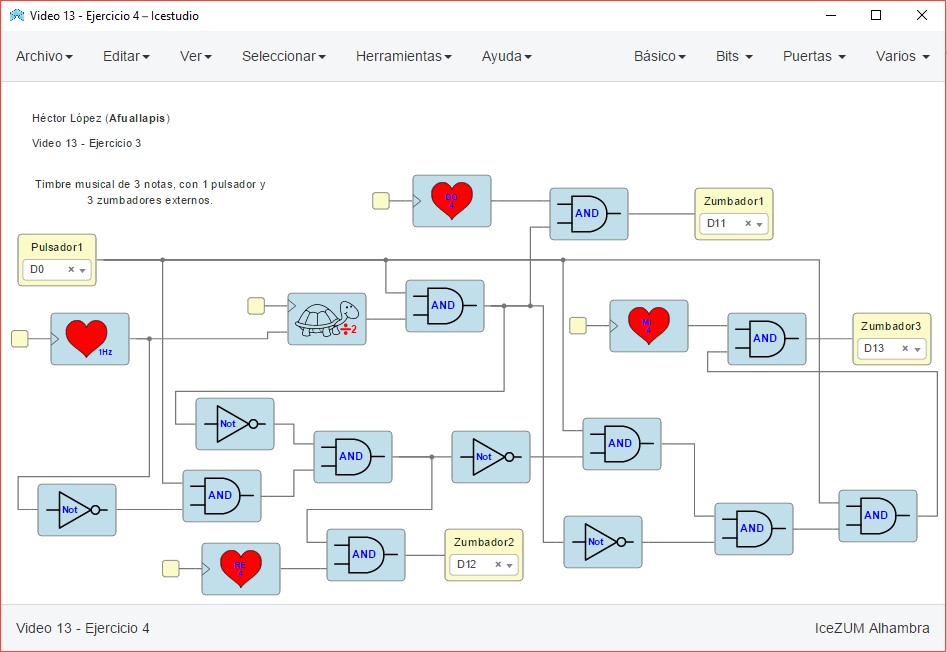 Video 13 - Ejercicio 4 – Icestudio
Archivo Editar Ver Seleccionar Herramientas Ayuda Básico Bits Puertas Varios
Héctor López (Afuallapis)
Video 13 - Ejercicio 3
Timbre musical de 3 notas, con 1 pulsador y
3 zumbadores externos.
DO
4
AND
Zumbador1
D11
Pulsador1
D0
1Hz
÷2
AND
MI
4
AND
Zumbador3
D13
Not
AND
Not
AND
Not
AND
RE
4
AND
Zumbador2
D12
Not
AND
AND
Video 13 - Ejercicio 4
IceZUM Alhambra